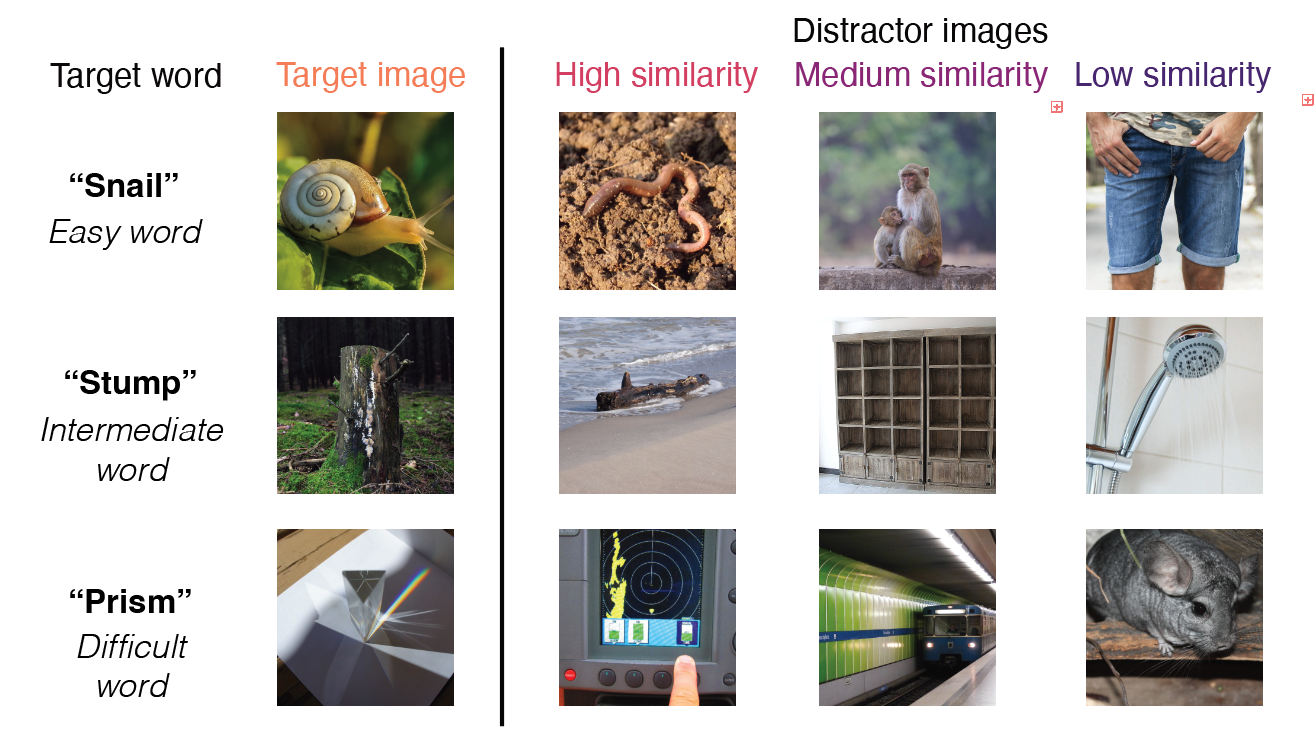 Distractor images
Target word
Target image
High similarity
Medium similarity
Low similarity
“Snail”
Easy word
“Stump”
Intermediate
word
“Prism”
Difficult
word